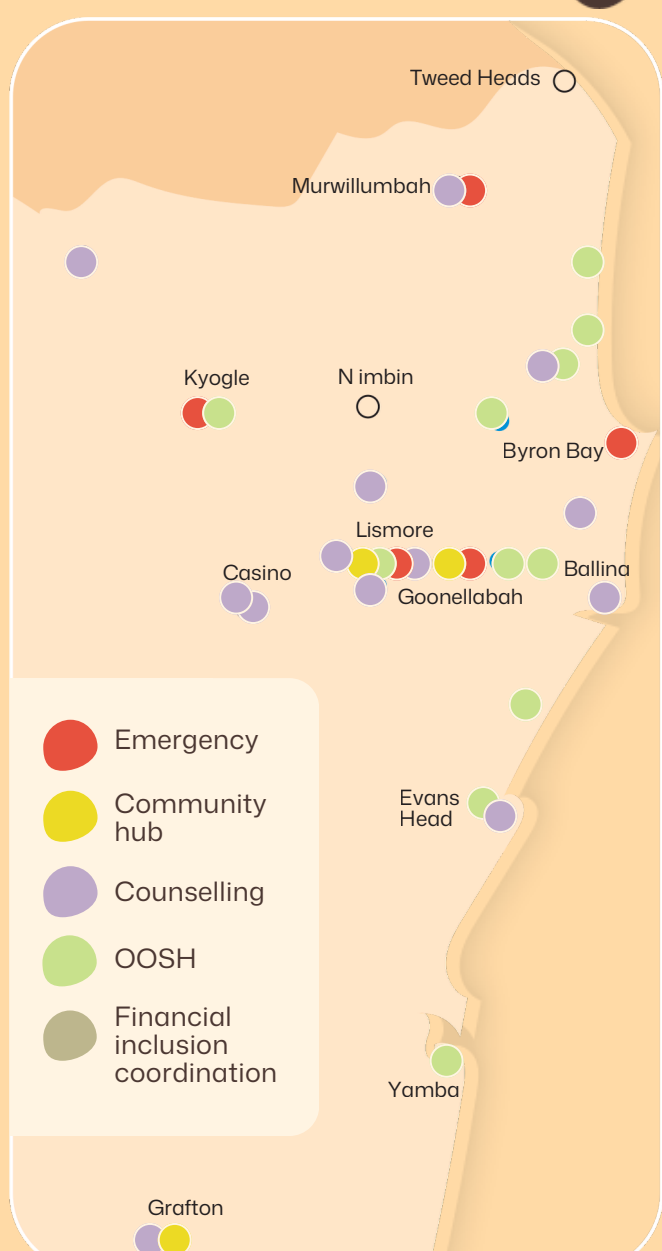 Tweed Heads
Murwillumbah
Kyogle
N imbin
Byron Bay
Lismore
Casino
Ballina
Goonellabah
Emergency
Community
hub
Counselling
OOSH
Financial
inclusion
coordination
Evans
Head
Yamba
Grafton